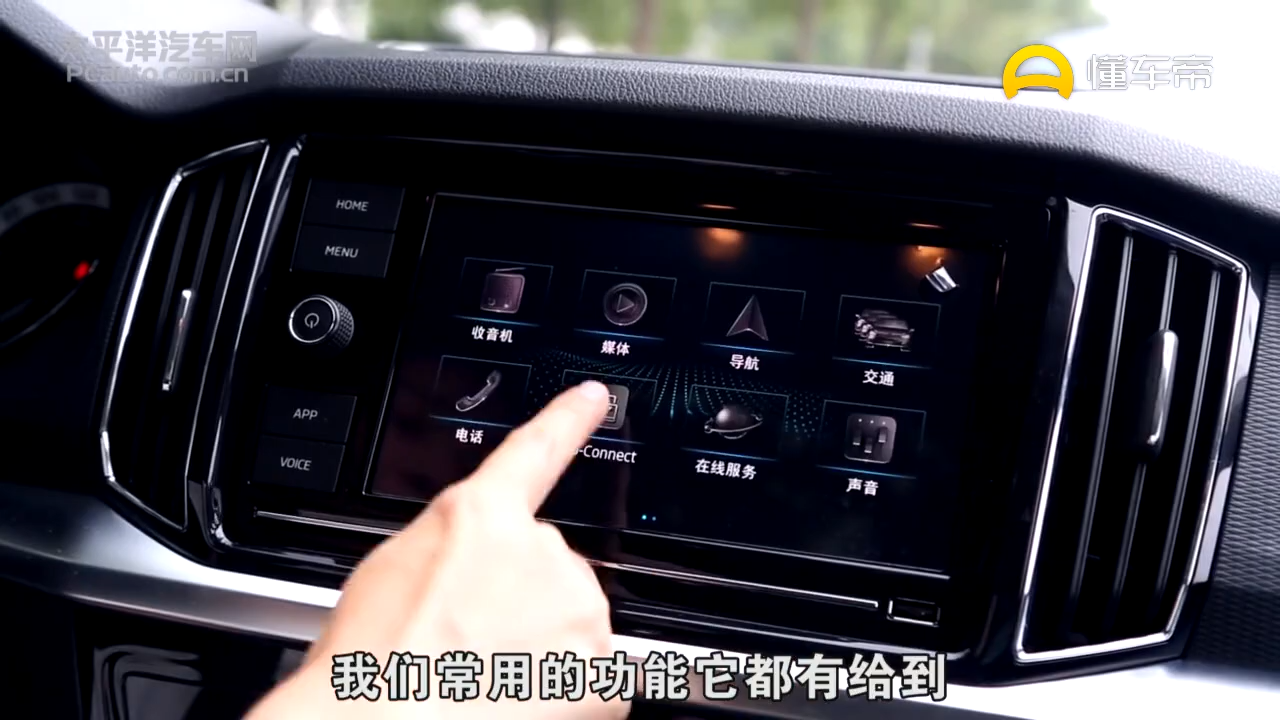 太平洋汽车网
PCauto.com.cn
懂车帝
HOME
MENU
收音机
媒体
导航
交通
APP
VOICE
电话
-Connect
在线服务
声音
我们常用的功能它都有给到